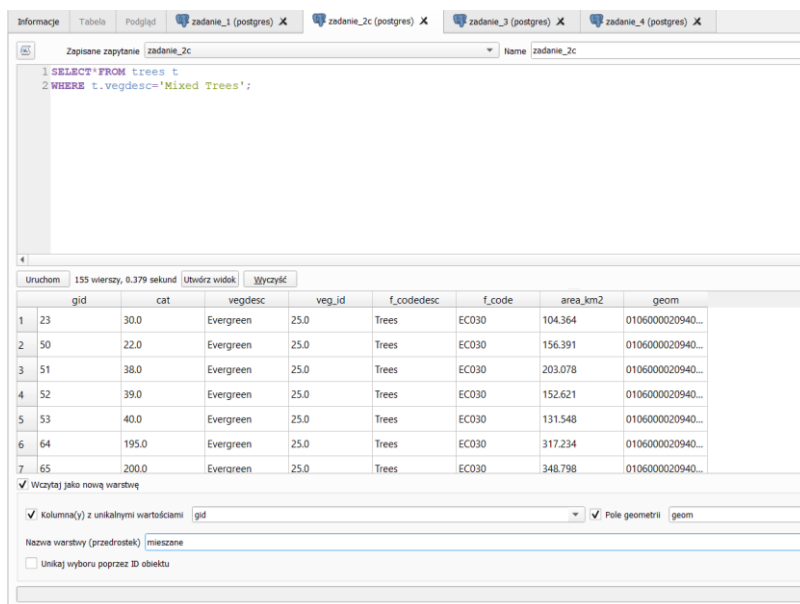 Informacje Tabela Podgląd zadanie_1 (postgres) X zadanie_2c (postgres) X zadanie_3 (postgres) X zadanie_4 (postgres) X
Zapisane zapytanie zadanie_2c Name zadanie_2c
1 SELECT*FROM trees t
2 WHERE t.vegdesc='Mixed Trees';
Uruchom 155 wierszy, 0.379 sekund Utwórz widok Wyczyść
gid cat vegdesc veg_id f_codedesc f_code area_km2 geom
1 23 30.0 Evergreen 25.0 Trees EC030 104.364 0106000020940...
2 50 22.0 Evergreen 25.0 Trees EC030 156.391 0106000020940...
3 51 38.0 Evergreen 25.0 Trees EC030 203.078 0106000020940...
4 52 39.0 Evergreen 25.0 Trees EC030 152.621 0106000020940...
5 53 40.0 Evergreen 25.0 Trees EC030 131.548 0106000020940...
6 64 195.0 Evergreen 25.0 Trees EC030 317.234 0106000020940...
7 65 200.0 Evergreen 25.0 Trees EC030 348.798 0106000020940...
Wczytaj jako nową warstwę
Kolumna(y) z unikalnymi wartościami gid Pole geometrii geom
Nazwa warstwy (przedrostek) mieszane
Unikaj wyboru poprzez ID obiektu